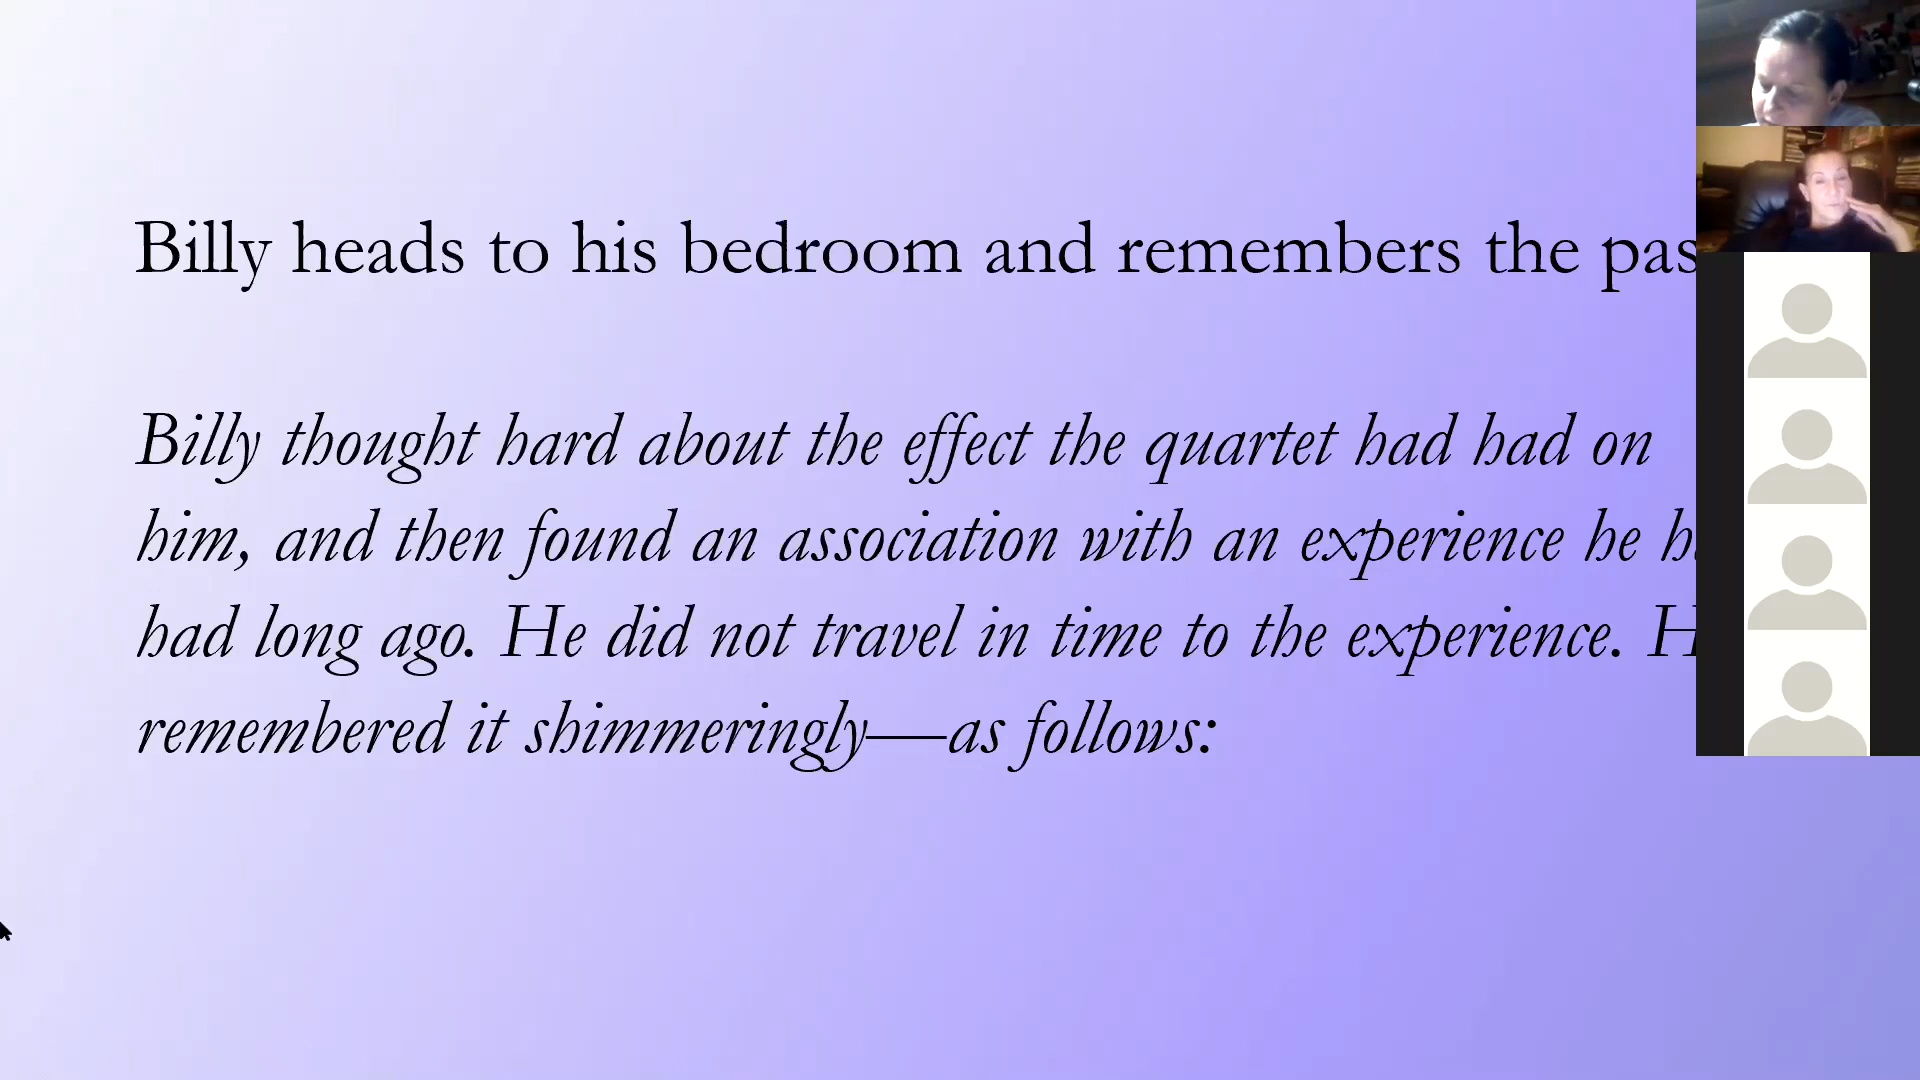 Billy heads to his bedroom and remembers the pas
Billy thought hard about the effect the quartet had had on
him, and then found an association with an experience he h
had long ago. He did not travel in time to the experience. H
remembered it shimmeringly—as follows: